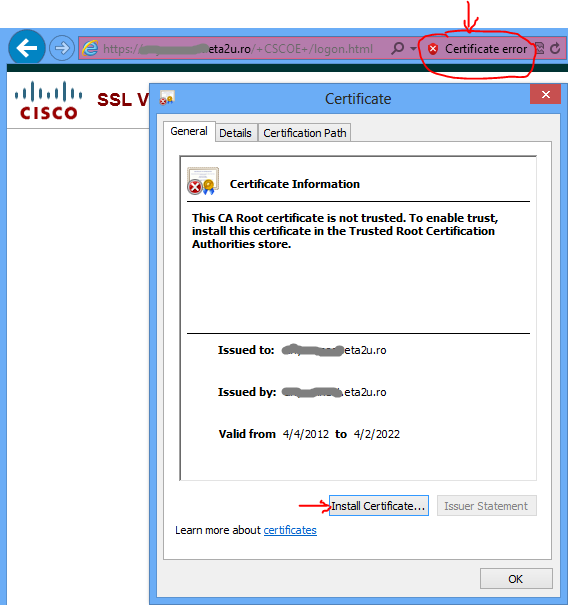 https:// eta2u.ro/+CSCOE+/logon.html
Certificate error
CISCO
SSL V
Certificate
General
Details
Certification Path
Certificate Information
This CA Root certificate is not trusted. To enable trust,
install this certificate in the Trusted Root Certification
Authorities store.
Issued to: eta2u.ro
Issued by: .eta2u.ro
Valid from 4/4/2012 to 4/2/2022
Install Certificate...
Issuer Statement
Learn more about certificates
OK